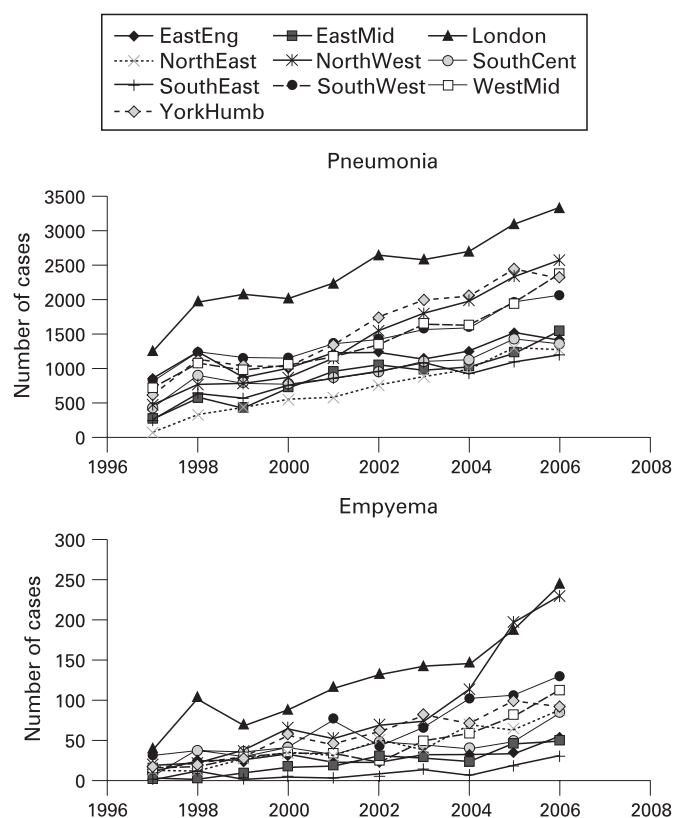 EastEng EastMid London
NorthEast NorthWest SouthCent
SouthEast SouthWest WestMid
YorkHumb
Pneumonia
Number of cases
3500
3000
2500
2000
1500
1000
500
0
1996 1998 2000 2002 2004 2006 2008
Empyema
Number of cases
300
250
200
150
100
50
0
1996 1998 2000 2002 2004 2006 2008